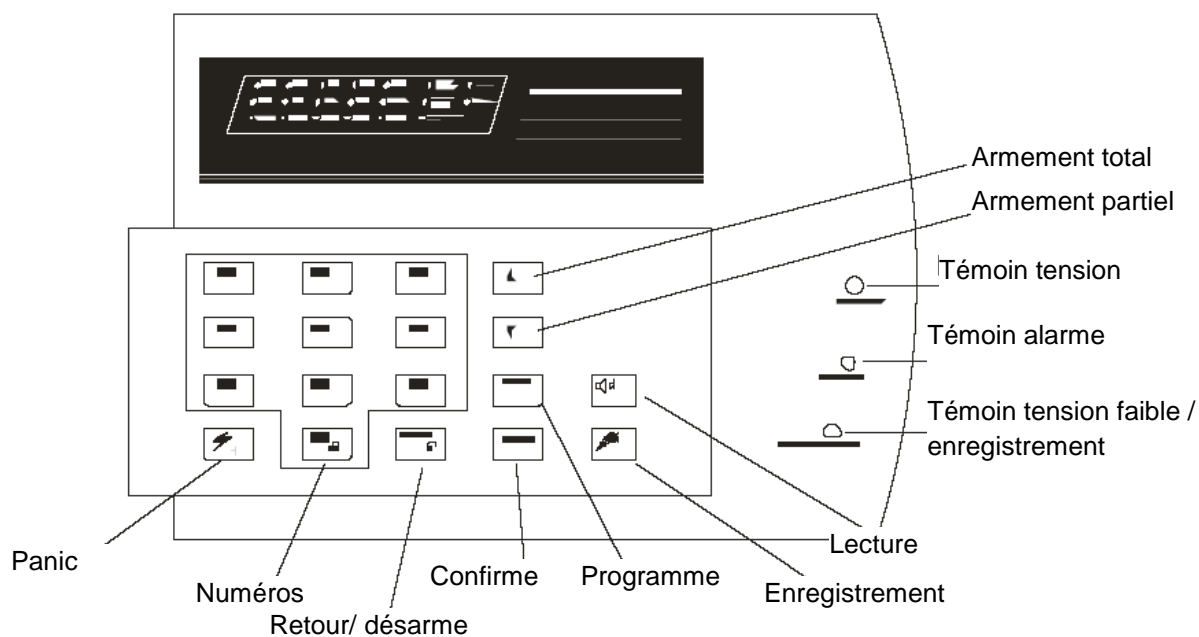 Armement total
Armement partiel
Témoin tension
Témoin alarme
Témoin tension faible /
enregistrement
Lecture
Panic
Confirme
Programme
Enregistrement
Numéros
Retour/ désarme